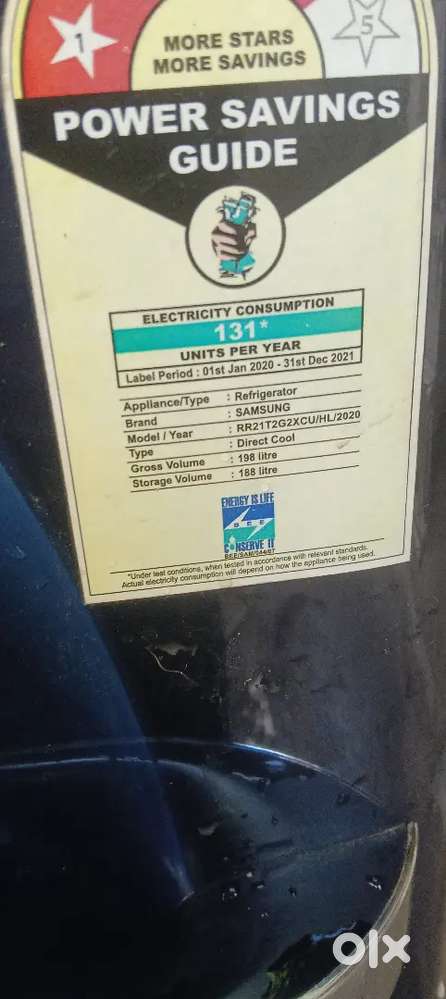 1
5
MORE STARS
MORE SAVINGS
POWER SAVINGS
GUIDE
ELECTRICITY CONSUMPTION
131*
UNITS PER YEAR
Label Period : 01st Jan 2020 - 31st Dec 2021
Appliance/Type : Refrigerator
Brand : SAMSUNG
Model / Year : RR21T2G2XCU/HL/2020
Type : Direct Cool
Gross Volume : 198 litre
Storage Volume : 188 litre
ENERGY IS LIFE
BEE
CONSERVE IT
*Under test conditions, when tested in accordance with relevant standards.
Actual electricity consumption will depend on how the appliance being used.
olx